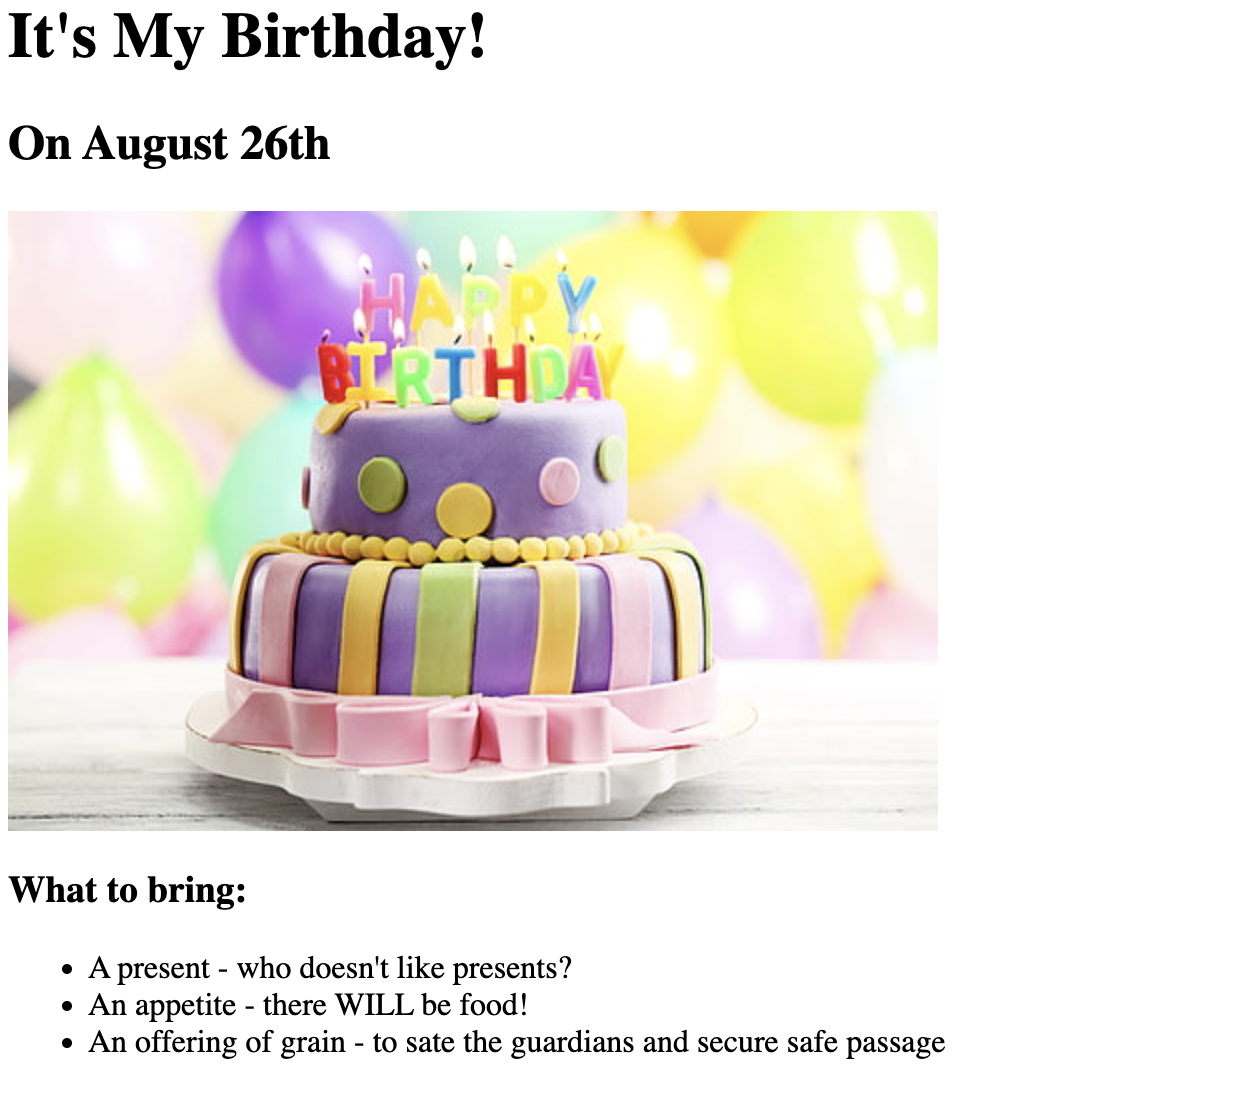 It's My Birthday!
On August 26th
HAPPY
BIRTHDAY
What to bring:
A present - who doesn't like presents?
An appetite - there WILL be food!
An offering of grain - to sate the guardians and secure safe passage